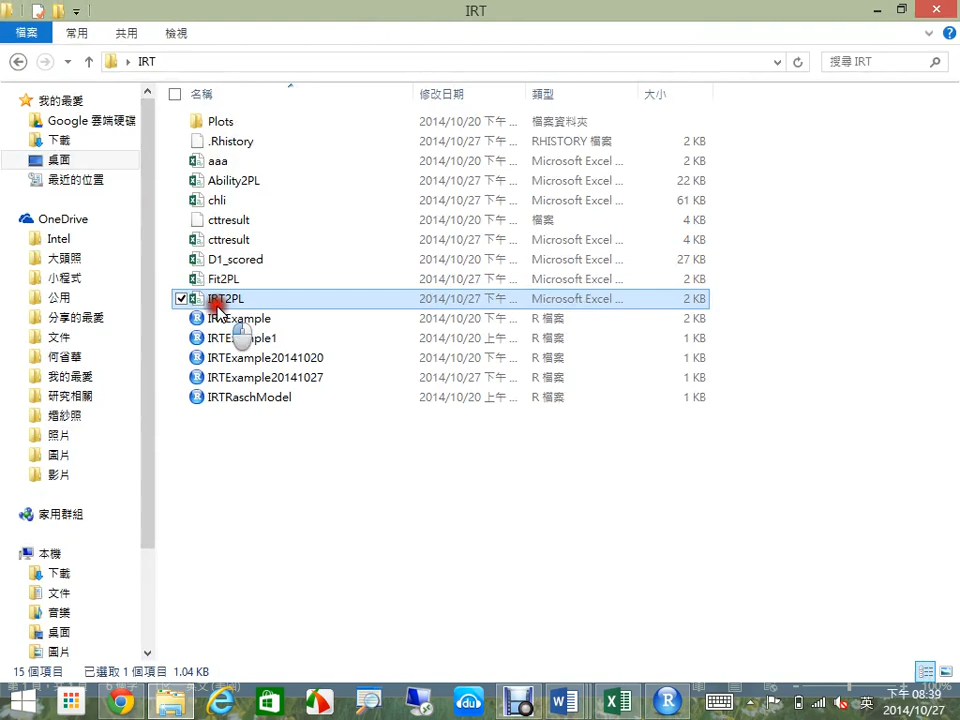 IRT
檔案 常用 共用 檢視
IRT 搜尋 IRT
名稱 修改日期 類型 大小
我的最愛
Google 雲端硬碟
下載
桌面
最近的位置
OneDrive
Intel
大頭照
小程式
公用
分享的最愛
文件
何省華
我的最愛
研究相關
婚紗照
照片
圖片
影片
家用群組
本機
下載
文件
音樂
桌面
圖片
Plots 2014/10/20 下午 ... 檔案資料夾
.Rhistory 2014/10/27 下午 ... RHISTORY 檔案 2 KB
aaa 2014/10/20 下午 ... Microsoft Excel ... 2 KB
Ability2PL 2014/10/27 下午 ... Microsoft Excel ... 22 KB
chli 2014/10/27 下午 ... Microsoft Excel ... 61 KB
cttresult 2014/10/20 下午 ... 檔案 4 KB
cttresult 2014/10/20 下午 ... Microsoft Excel ... 4 KB
D1_scored 2014/10/27 下午 ... Microsoft Excel ... 27 KB
Fit2PL 2014/10/27 下午 ... Microsoft Excel ... 2 KB
IRT2PL 2014/10/27 下午 ... Microsoft Excel ... 2 KB
IRTExample 2014/10/20 下午 ... R 檔案 2 KB
IRTExample1 2014/10/20 上午 ... R 檔案 2 KB
IRTExample20141020 2014/10/20 下午 ... R 檔案 1 KB
IRTExample20141027 2014/10/27 下午 ... R 檔案 1 KB
IRTRaschModel 2014/10/20 上午 ... R 檔案 1 KB
15 個項目 已選取 1 個項目 1.04 KB
英 下午 08:39
2014/10/27